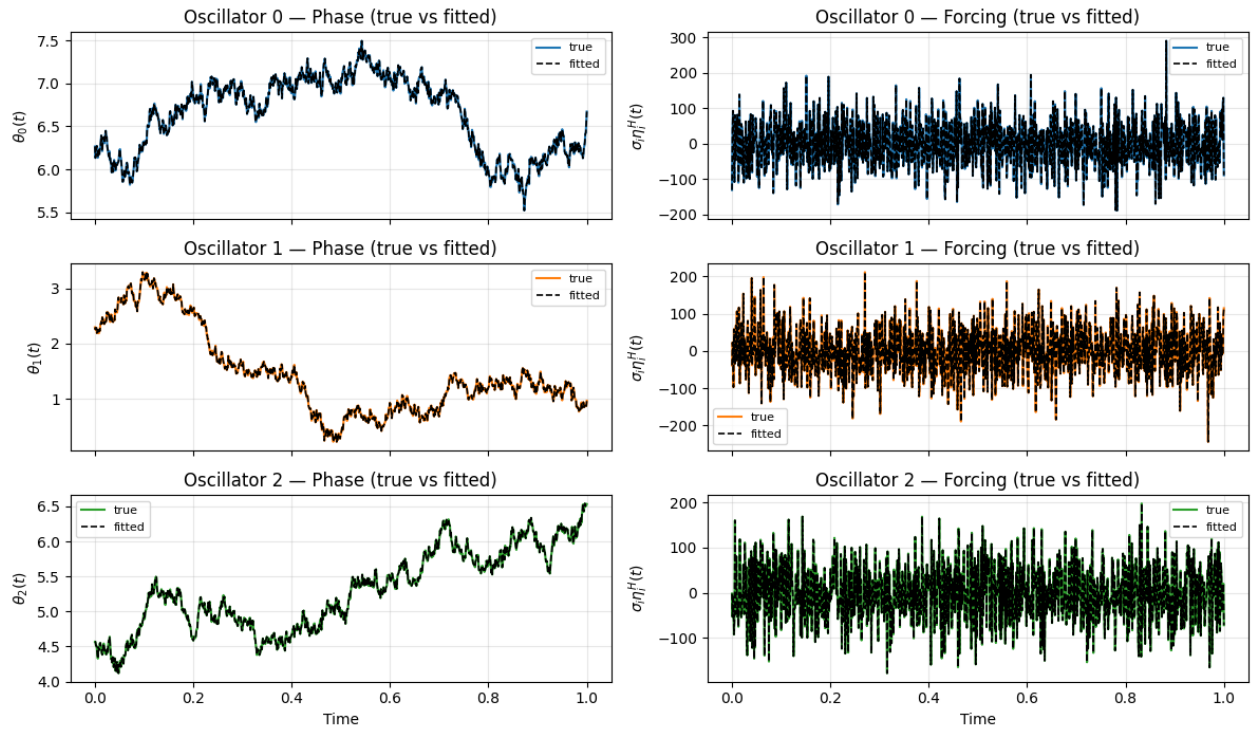 Oscillator 0 — Phase (true vs fitted)
7.5
7.0
6.5
6.0
5.5
θ₀(t)
true
fitted
Oscillator 0 — Forcing (true vs fitted)
300
200
100
0
−100
−200
σᵢηᵢᴴ(t)
true
fitted
Oscillator 1 — Phase (true vs fitted)
3
2
1
θ₁(t)
true
fitted
Oscillator 1 — Forcing (true vs fitted)
200
100
0
−100
−200
σᵢηᵢᴴ(t)
true
fitted
Oscillator 2 — Phase (true vs fitted)
6.5
6.0
5.5
5.0
4.5
4.0
θ₂(t)
true
fitted
0.0 0.2 0.4 0.6 0.8 1.0
Time
Oscillator 2 — Forcing (true vs fitted)
200
100
0
−100
σᵢηᵢᴴ(t)
true
fitted
0.0 0.2 0.4 0.6 0.8 1.0
Time